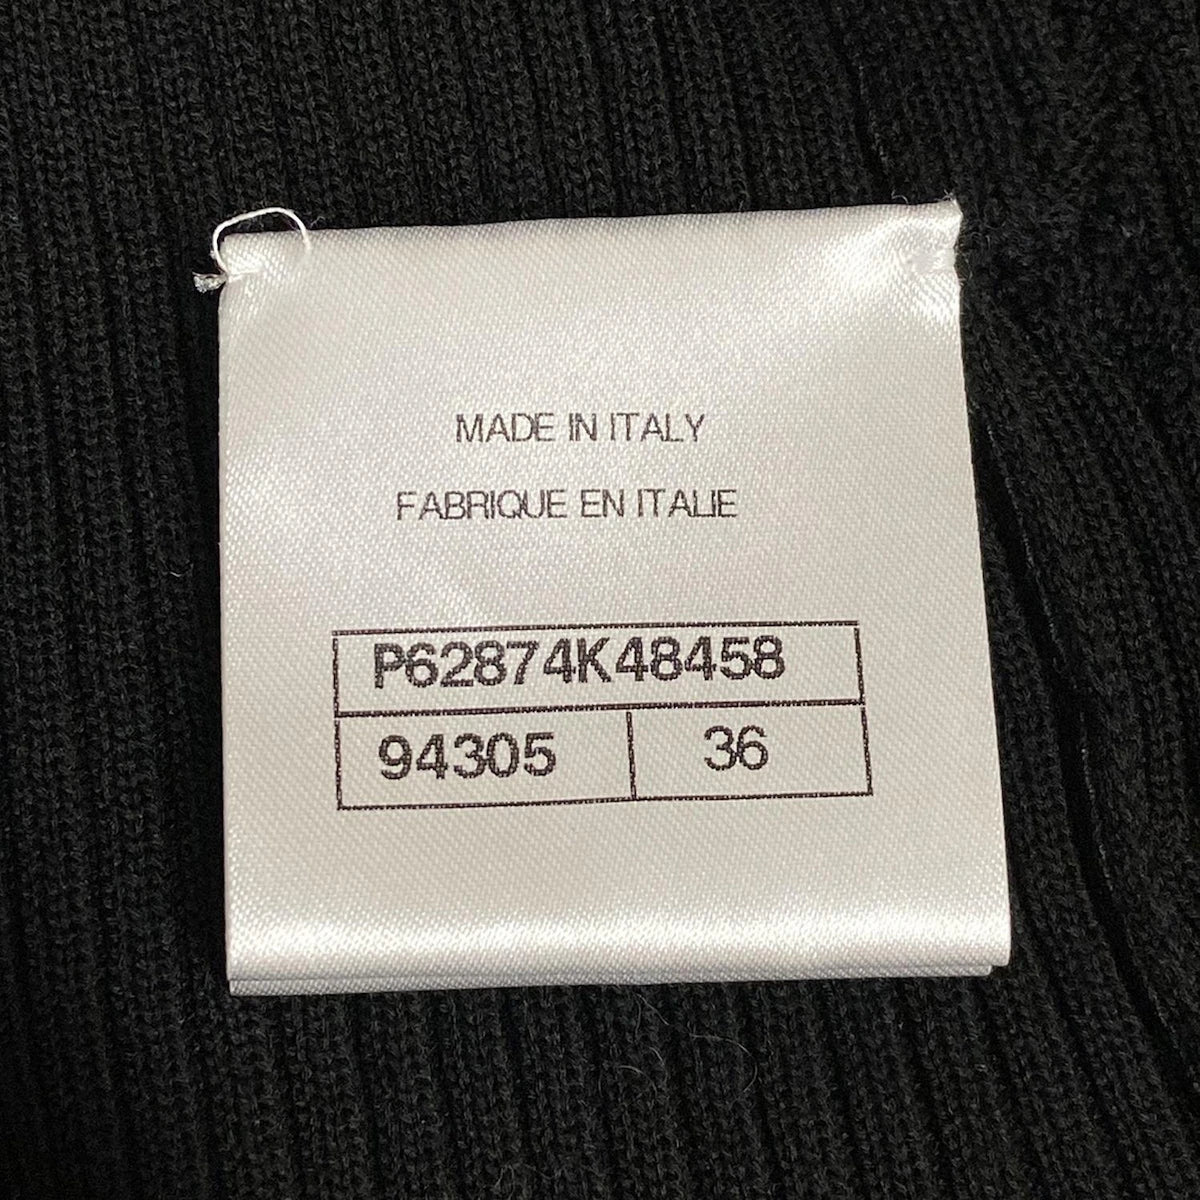 MADE IN ITALY
FABRIQUE EN ITALIE
P62874K48458
94305 36